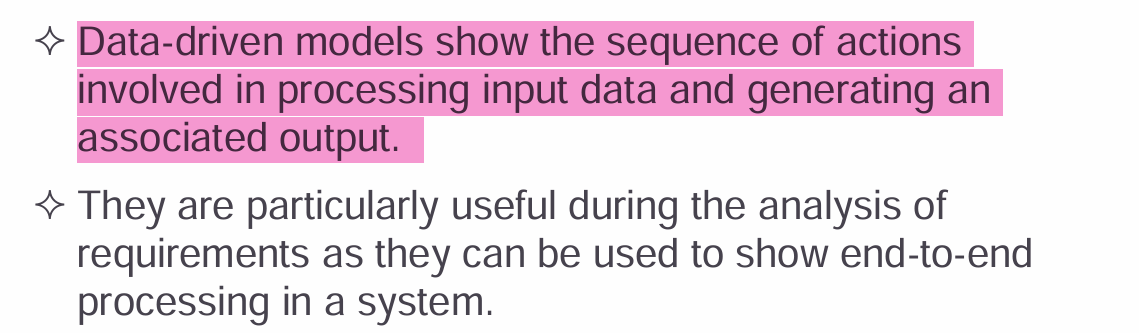 ✧ Data-driven models show the sequence of actions
involved in processing input data and generating an
associated output.
✧ They are particularly useful during the analysis of
requirements as they can be used to show end-to-end
processing in a system.